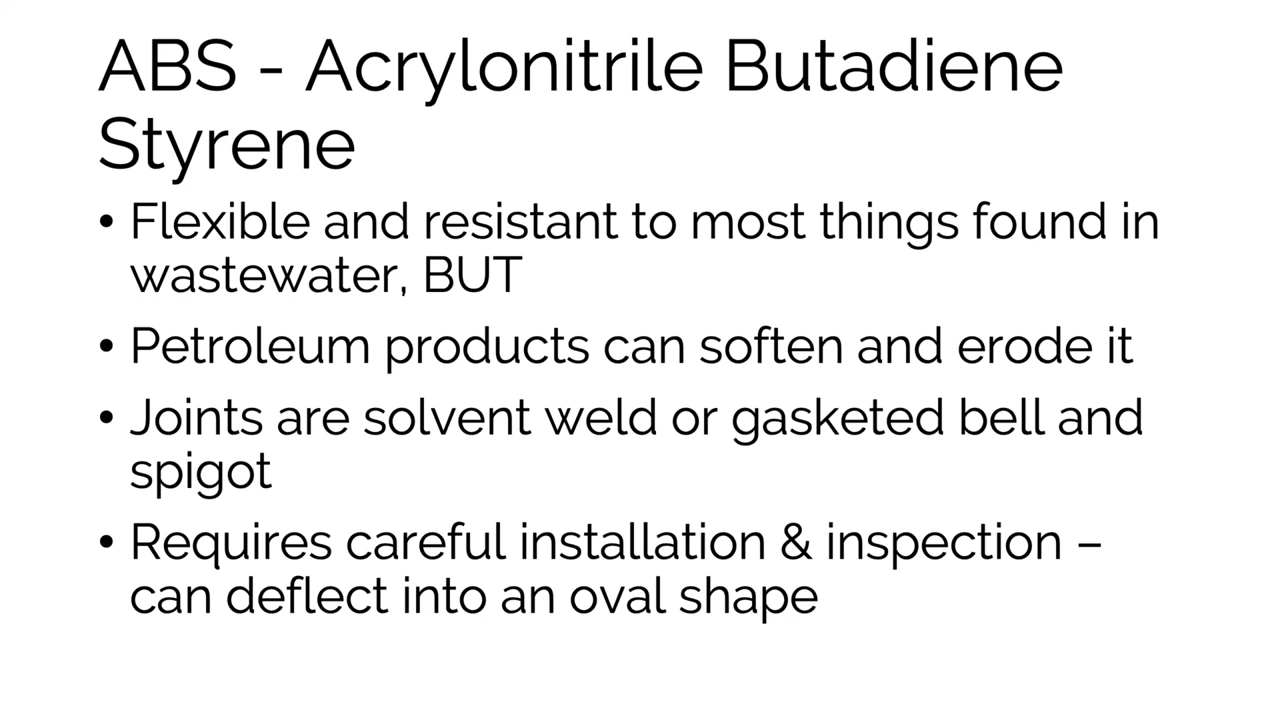 ABS - Acrylonitrile Butadiene
Styrene
• Flexible and resistant to most things found in
wastewater, BUT
• Petroleum products can soften and erode it
• Joints are solvent weld or gasketed bell and
spigot
• Requires careful installation & inspection –
can deflect into an oval shape